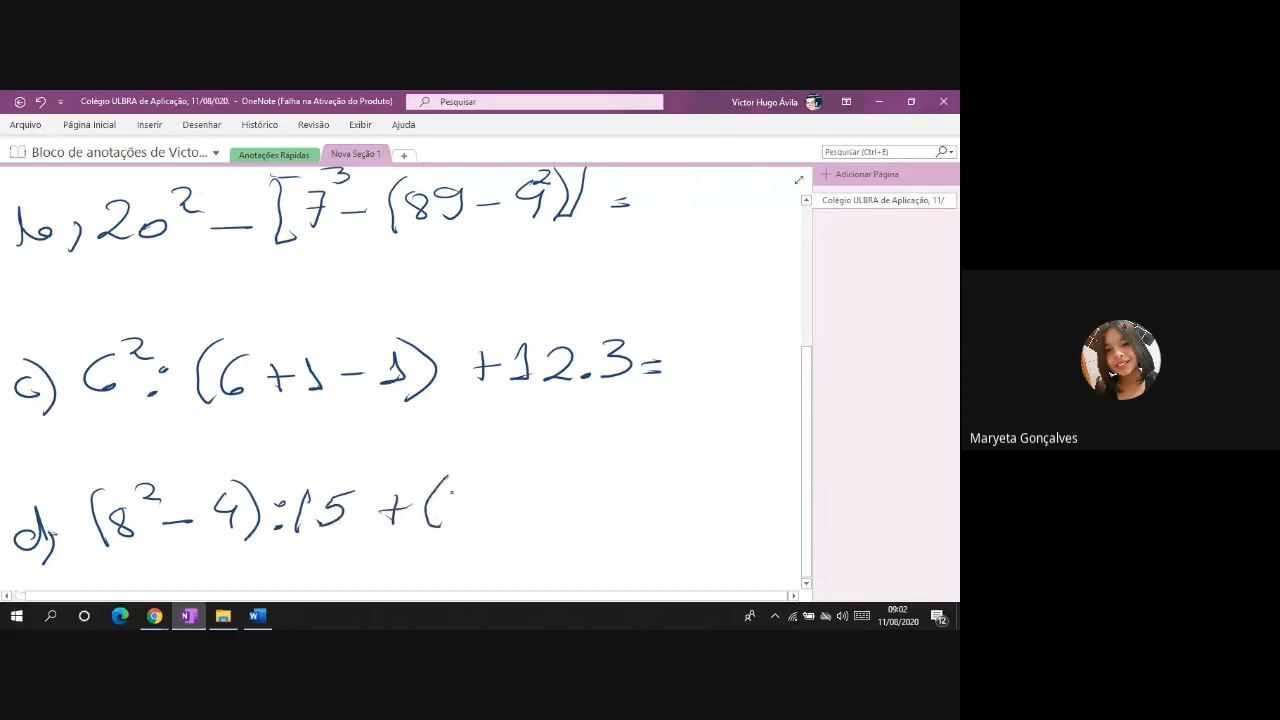 Colégio ULBRA de Aplicação, 11/08/020. - OneNote (Falha na Ativação do Produto)
Pesquisar
Victor Hugo Ávila
Arquivo Página Inicial Inserir Desenhar Histórico Revisão Exibir Ajuda
Bloco de anotações de Victo... Anotações Rápidas Nova Seção 1 +
Pesquisar (Ctrl+E)
Adicionar Página
Colégio ULBRA de Aplicação, 11/
b) 20² - [7³ - (89 - 9²)] =
c) 6² : (6 + 1 - 1) + 12.3 =
d) (8² - 4) : 15 + (
Maryeta Gonçalves
09:02
11/08/2020
12